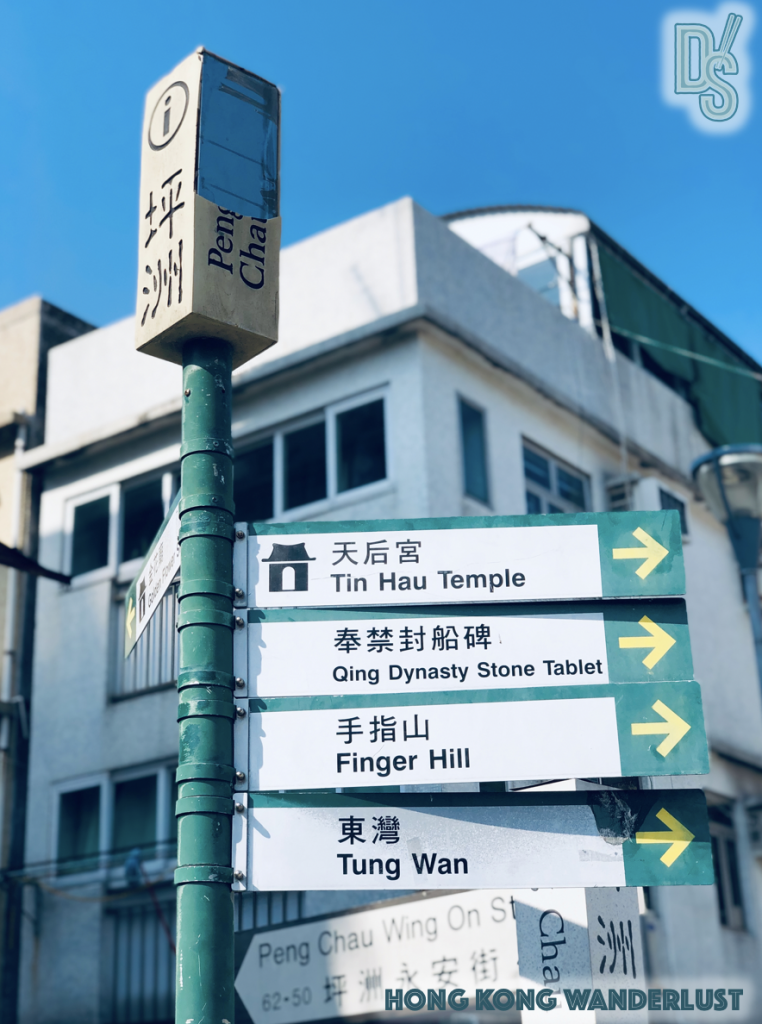 DS
i
坪洲
Peng
Chau
天后宮
Tin Hau Temple
奉禁封船碑
Qing Dynasty Stone Tablet
手指山
Finger Hill
東灣
Tung Wan
Peng Chau Wing On St
62-50 坪洲永安街
Chau
洲
HONG KONG WANDERLUST